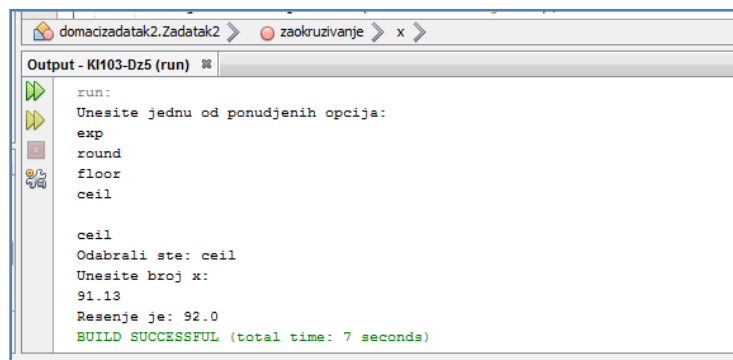 domacizadatak2.Zadatak2 zaokruzivanje x
Output - KI103-Dz5 (run)
run:
Unesite jednu od ponudjenih opcija:
exp
round
floor
ceil
ceil
Odabrali ste: ceil
Unesite broj x:
91.13
Resenje je: 92.0
BUILD SUCCESSFUL (total time: 7 seconds)